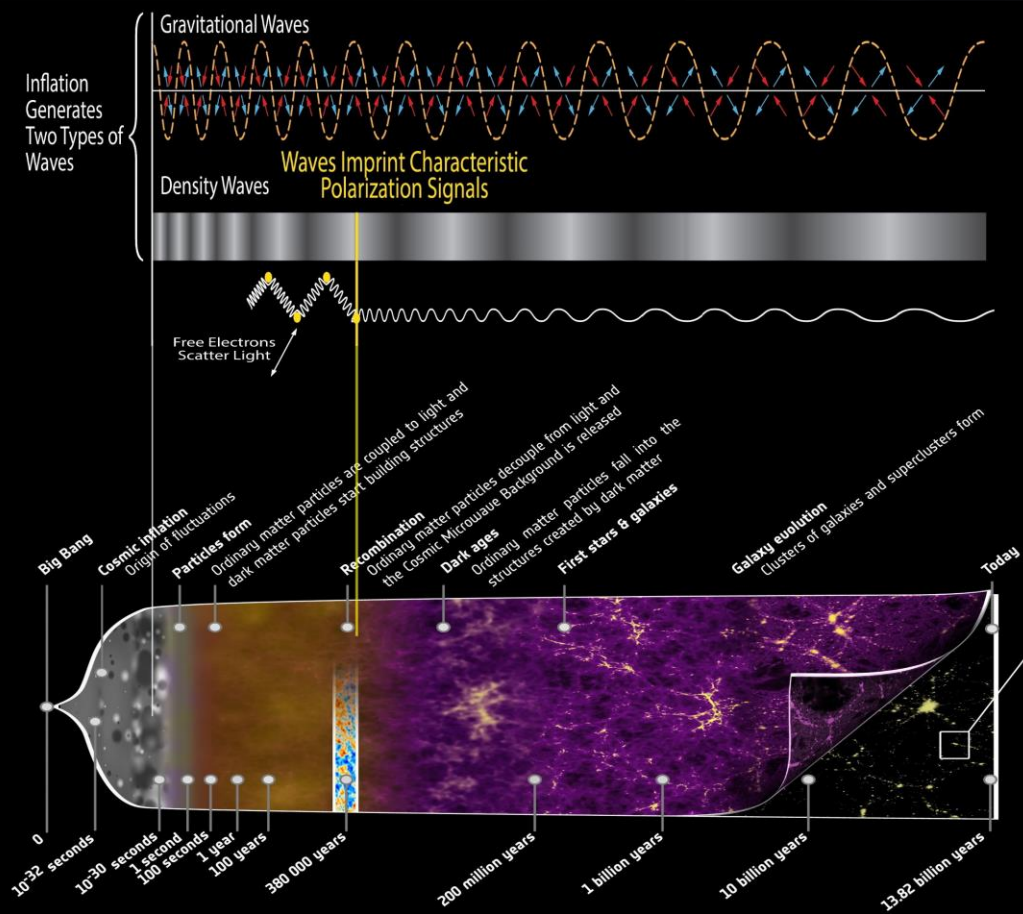 Gravitational Waves
Inflation
Generates
Two Types of
Waves
Waves Imprint Characteristic
Polarization Signals
Density Waves
Free Electrons
Scatter Light
Big Bang
Cosmic inflation
Origin of fluctuations
Particles form
Ordinary matter particles are coupled to light and
dark matter particles start building structures
Recombination
Ordinary matter particles decouple from light and
the Cosmic Microwave Background is released
Dark ages
Ordinary matter particles fall into the
structures created by dark matter
First stars & galaxies
Galaxy evolution
Clusters of galaxies and superclusters form
Today
0
10-32 seconds
10-30 seconds
1 second
100 seconds
1 year
100 years
380 000 years
200 million years
1 billion years
10 billion years
13.82 billion years